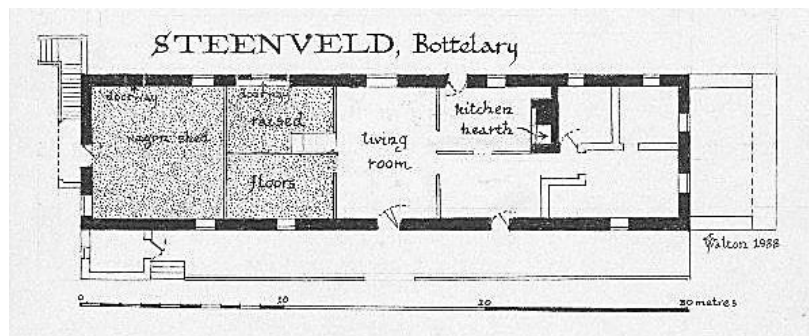 STEENVELD, Bottelary
doorway
doorway
raised
wagon shed
floors
living
room
kitchen
hearth
Walton 1988
0 10 20 30 metres